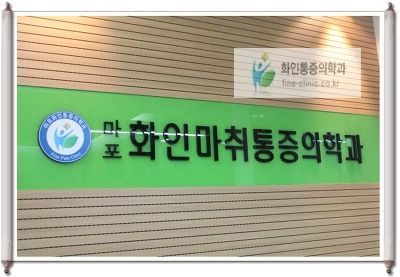 화인통증의학과
fine-clinic.co.kr
마포 화인마취통증의학과
Fine Pain Clinic